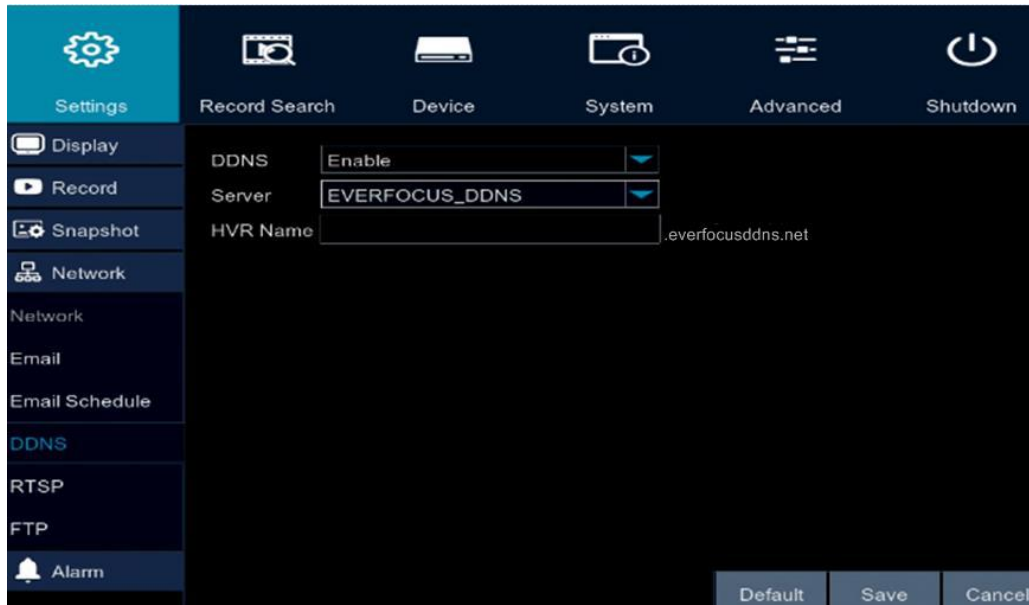 Settings
Record Search
Device
System
Advanced
Shutdown
Display
Record
Snapshot
Network
Network
Email
Email Schedule
DDNS
RTSP
FTP
Alarm
DDNS Enable
Server EVERFOCUS_DDNS
HVR Name .everfocusddns.net
Default
Save
Cancel